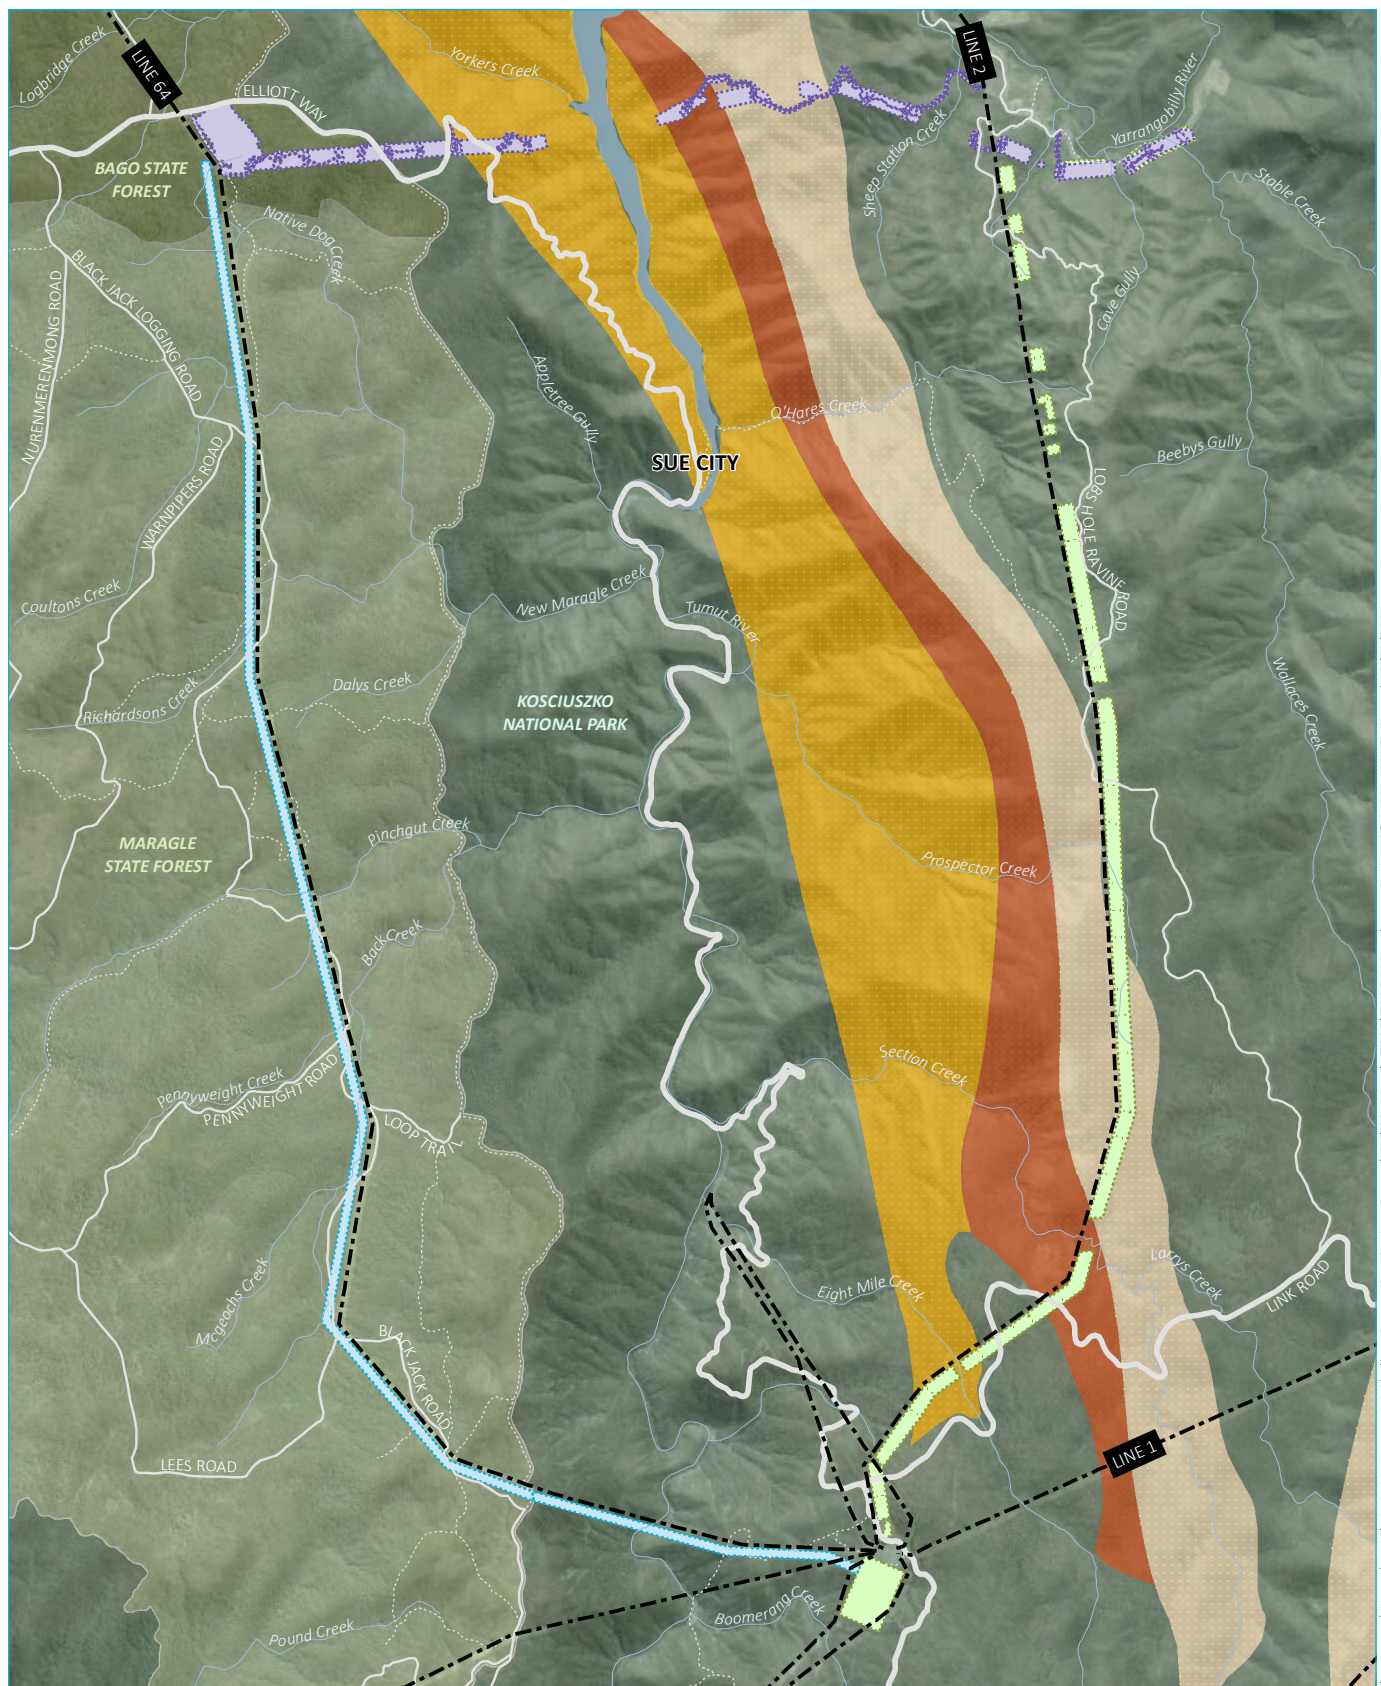 Logbridge Creek
LINE 64
ELLIOTT WAY
Yorkers Creek
LINE 2
Yarrangobilly River
Sheep Station Creek
Stable Creek
BAGO STATE
FOREST
Native Dog Creek
BLACK JACK LOGGING ROAD
NURENMERENMONG ROAD
Cave Gully
Appletree Gully
O'Hares Creek
WARNPIPERS ROAD
SUE CITY
Beebys Gully
LOBS HOLE RAVINE ROAD
Coultons Creek
New Maragle Creek
Tumut River
Dalys Creek
Richardsons Creek
KOSCIUSZKO
NATIONAL PARK
Wallaces Creek
MARAGLE
STATE FOREST
Pinchgut Creek
Prospector Creek
Back Creek
Section Creek
Pennyweight Creek
PENNYWEIGHT ROAD
LOOP TRAIL
Mcgeochs Creek
Eight Mile Creek
Larrys Creek
LINK ROAD
BLACK JACK ROAD
LEES ROAD
LINE 1
Boomerang Creek
Pound Creek